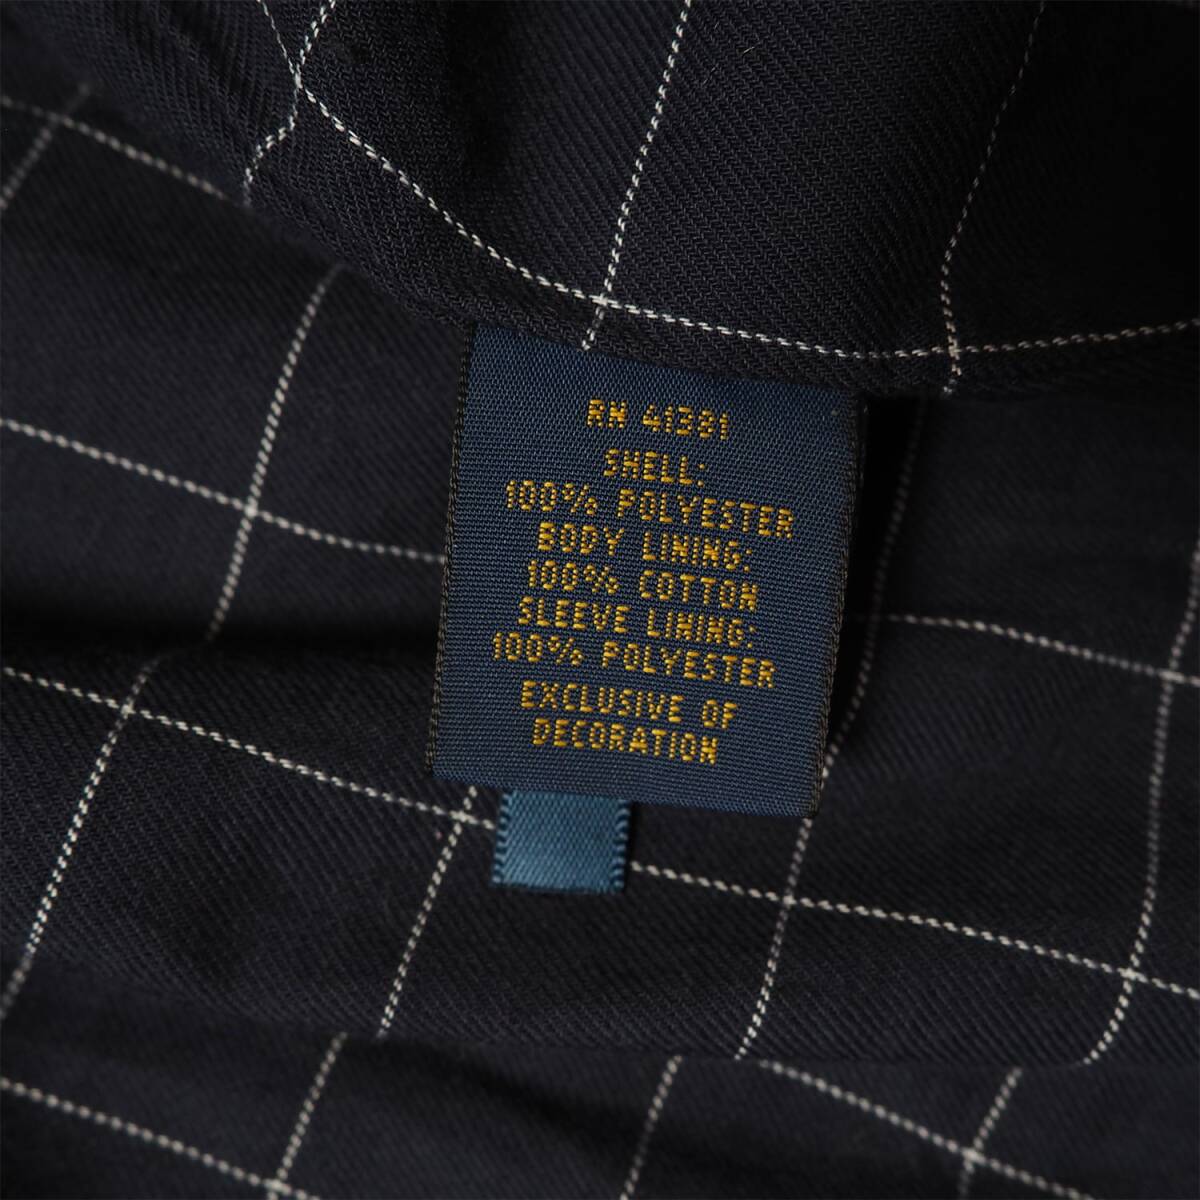 RN 41381
SHELL:
100% POLYESTER
BODY LINING:
100% COTTON
SLEEVE LINING:
100% POLYESTER
EXCLUSIVE OF
DECORATION